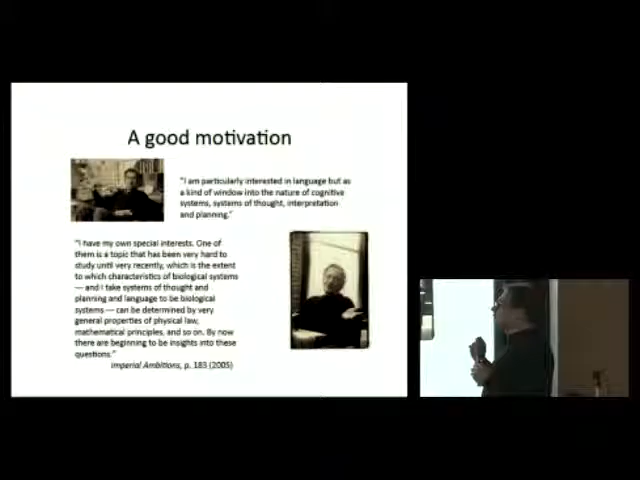 A good motivation
"I am particularly interested in language but as
a kind of window into the nature of cognitive
systems, systems of thought, interpretation
and planning."
"I have my own special interests. One of
them is a topic that has been very hard to
study until very recently, which is the extent
to which characteristics of biological systems
— and I take systems of thought and
planning and language to be biological
systems — can be determined by very
general properties of physical law,
mathematical principles, and so on. By now
there are beginning to be insights into these
questions."
Imperial Ambitions, p. 183 (2005)